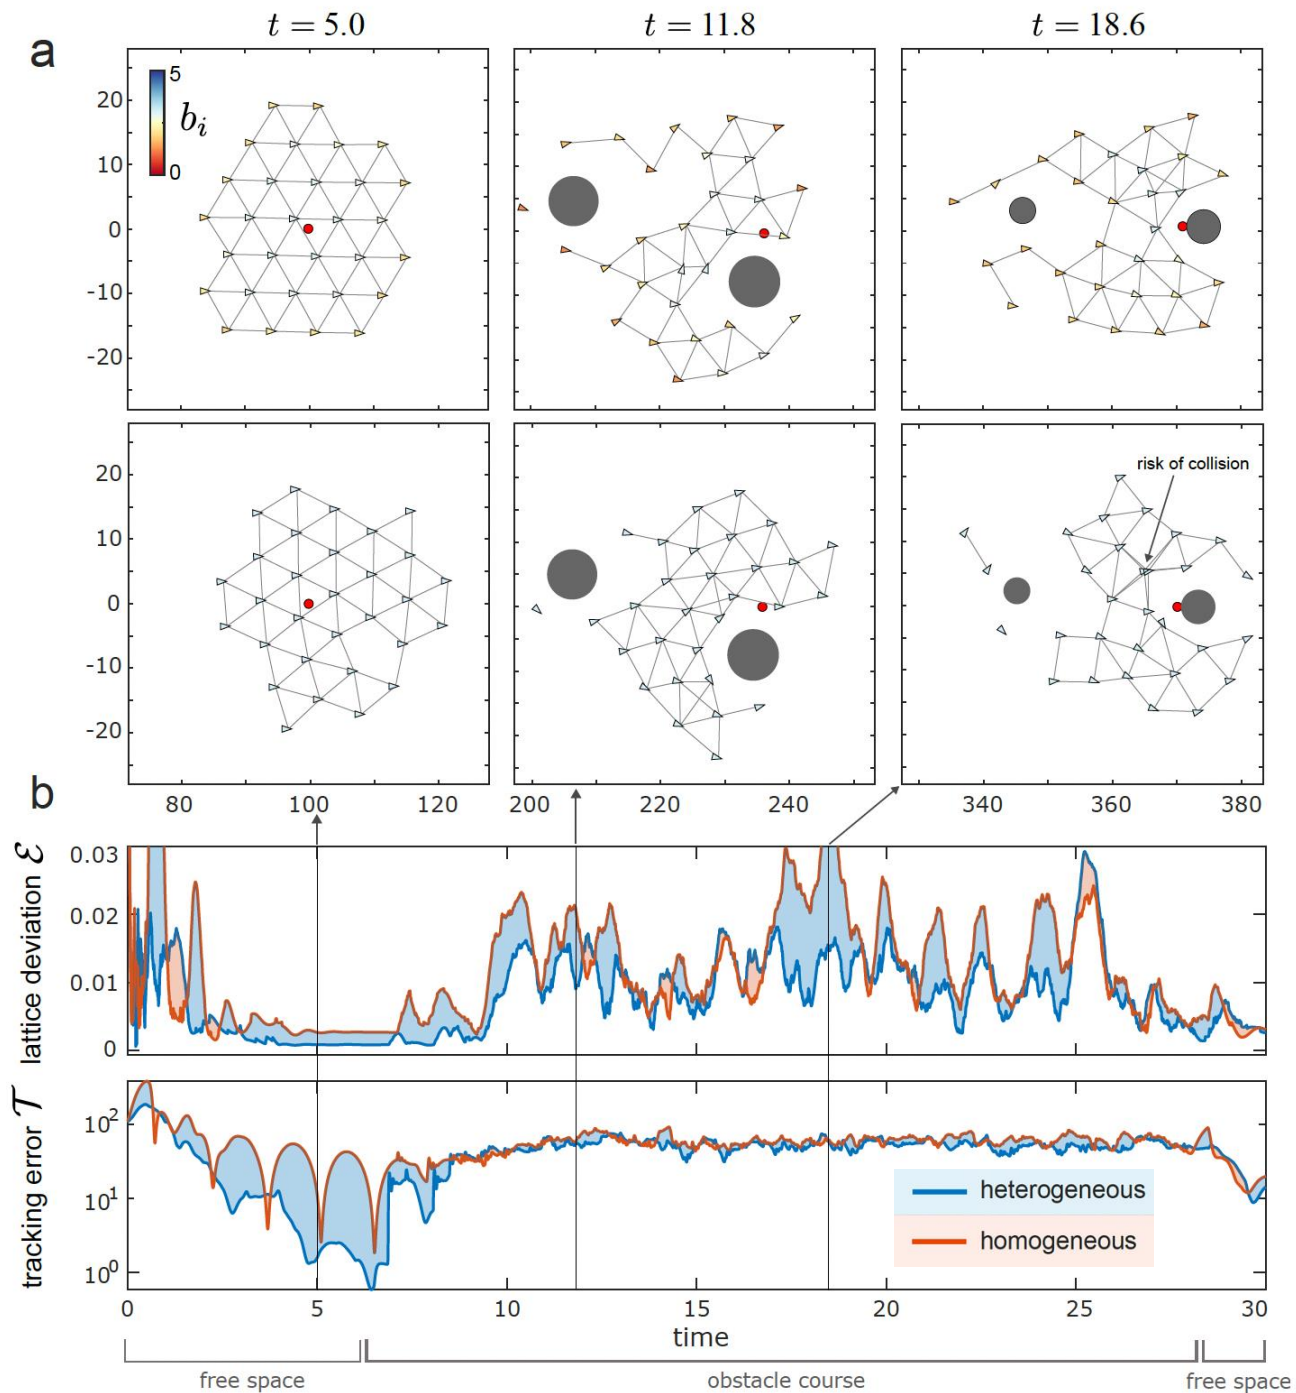 a
t = 5.0
t = 11.8
t = 18.6
5
b_i
0
20
10
0
-10
-20
risk of collision
20
10
0
-10
-20
80 100 120
200 220 240
340 360 380
b
lattice deviation ℰ
0.03
0.02
0.01
0
tracking error 𝒯
10^2
10^1
10^0
heterogeneous
homogeneous
0 5 10 15 20 25 30
time
free space
obstacle course
free space